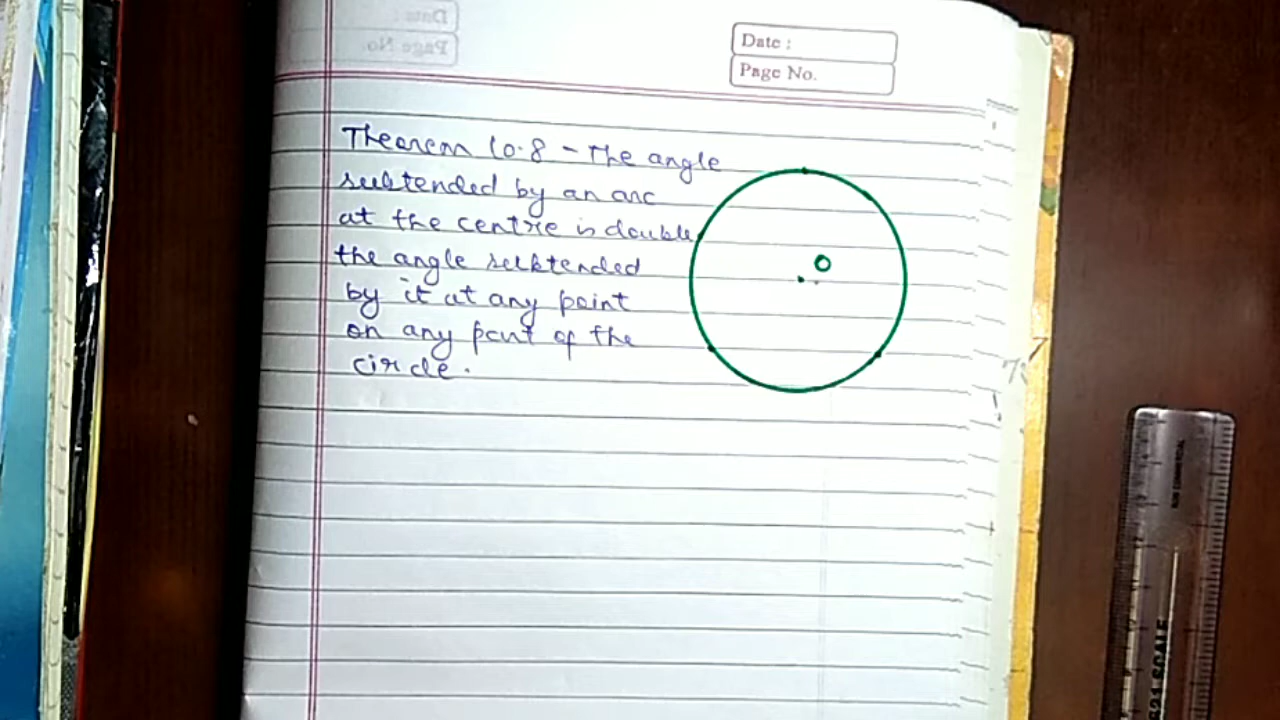 Date :
Page No.
Theorem 10.8 - The angle
subtended by an arc
at the centre is double
the angle subtended
by it at any point
on any part of the
circle.
O